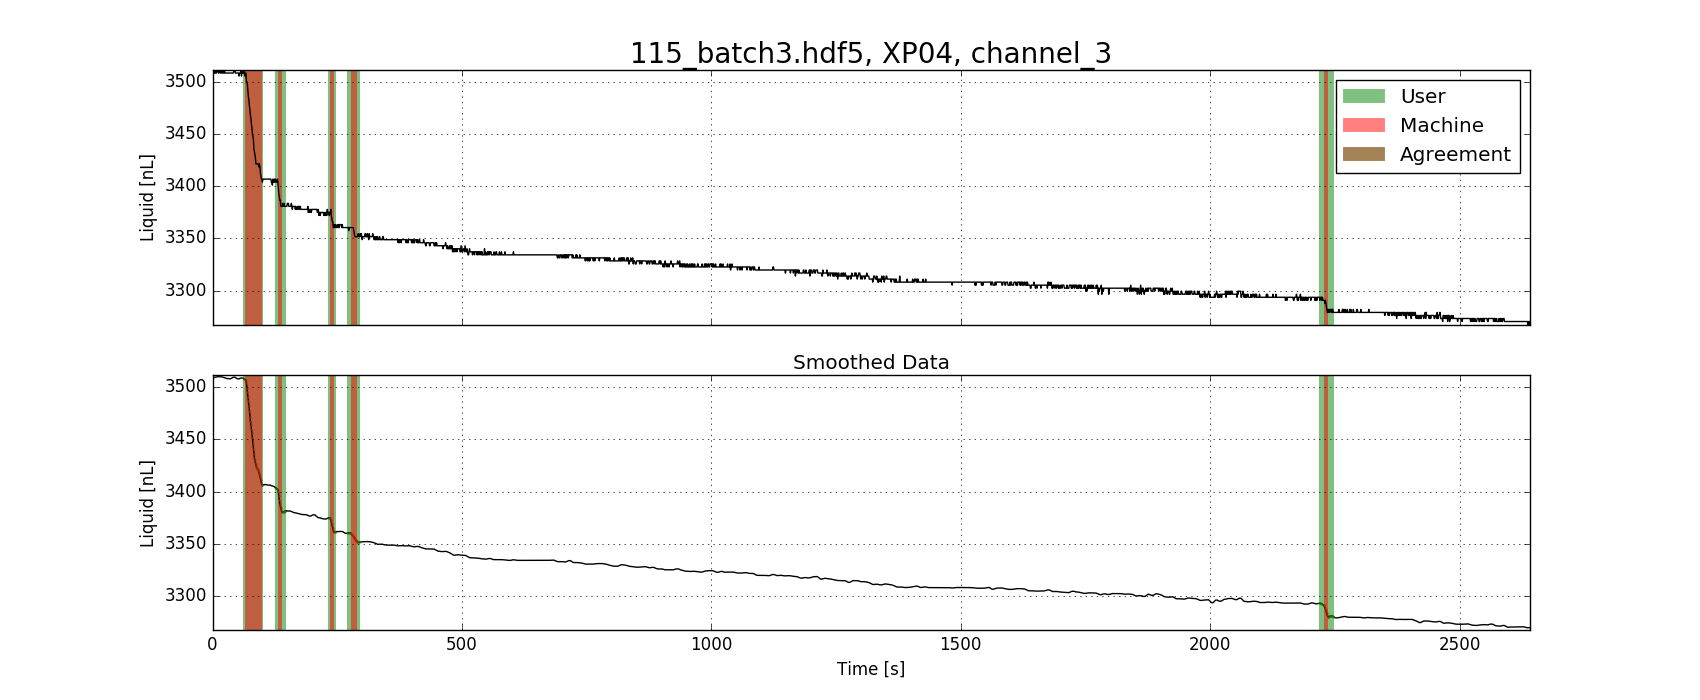 115_batch3.hdf5, XP04, channel_3
3500
3450
3400
3350
3300
Liquid [nL]
User
Machine
Agreement
Smoothed Data
3500
3450
3400
3350
3300
Liquid [nL]
0 500 1000 1500 2000 2500
Time [s]